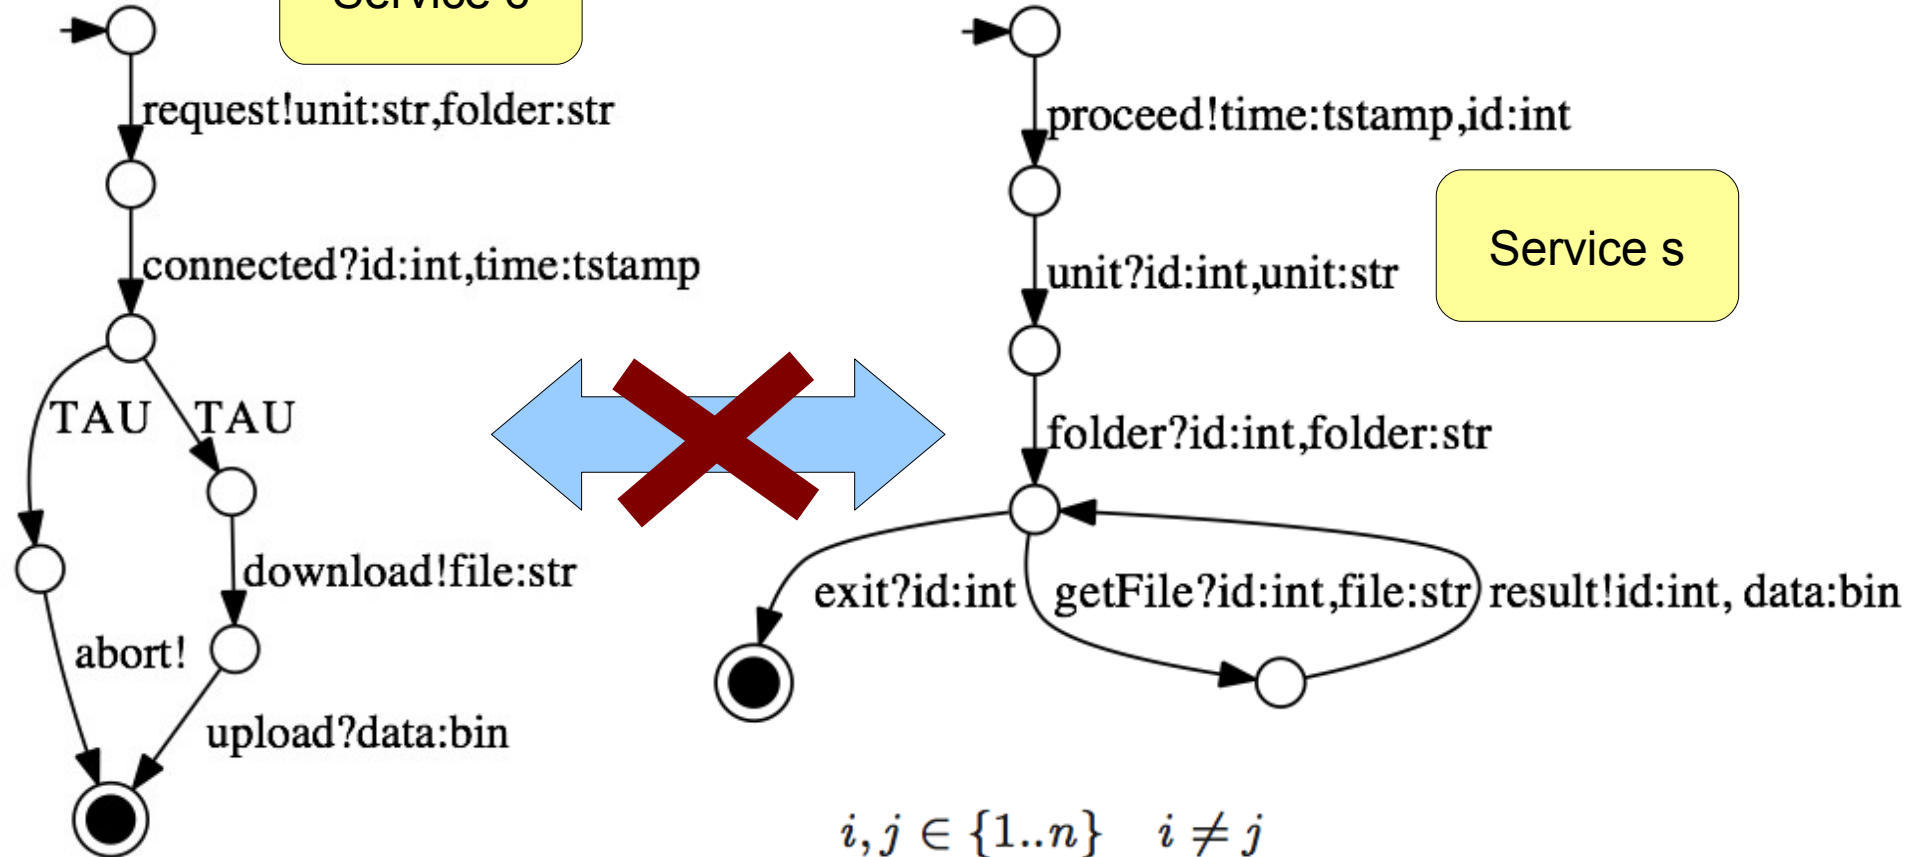 Service c
request!unit:str,folder:str
connected?id:int,time:tstamp
TAU
TAU
download!file:str
abort!
upload?data:bin
proceed!time:tstamp,id:int
unit?id:int,unit:str
Service s
folder?id:int,folder:str
exit?id:int
getFile?id:int,file:str
result!id:int, data:bin
i, j ∈ {1..n} i ≠ j